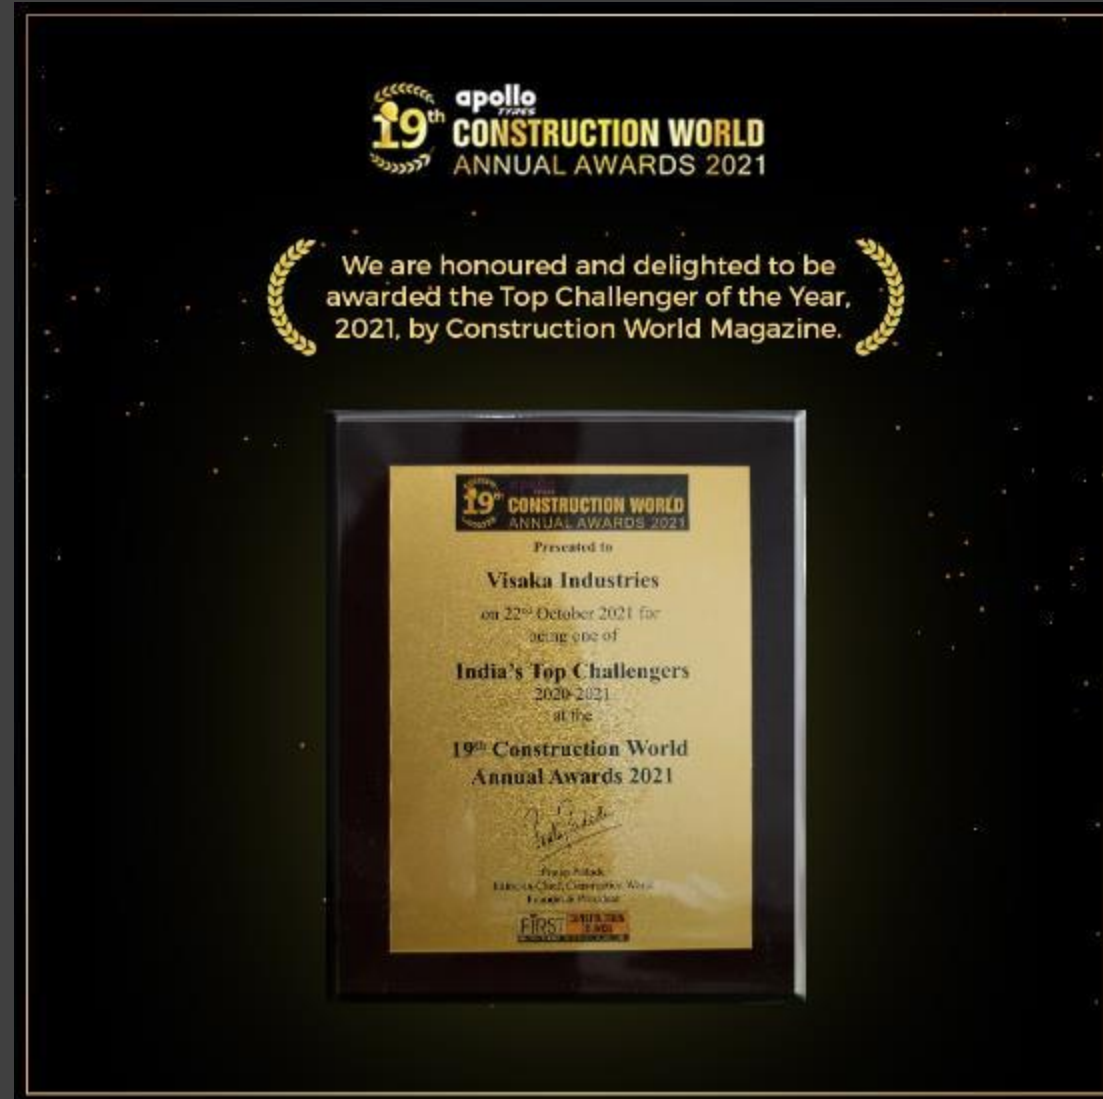 19th
apollo
TYRES
CONSTRUCTION WORLD
ANNUAL AWARDS 2021
We are honoured and delighted to be
awarded the Top Challenger of the Year,
2021, by Construction World Magazine.
19th
CONSTRUCTION WORLD
ANNUAL AWARDS 2021
Presented to
Visaka Industries
on 22nd October 2021 for
being one of
India's Top Challengers
2020-2021
at the
19th Construction World
Annual Awards 2021
FIRST